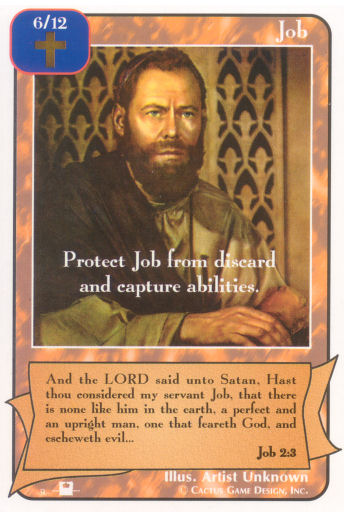 6/12
Job
Protect Job from discard
and capture abilities.
And the LORD said unto Satan, Hast
thou considered my servant Job, that there
is none like him in the earth, a perfect and
an upright man, one that feareth God, and
escheweth evil...
Job 2:3
Illus. Artist Unknown
© CACTUS GAME DESIGN, INC.